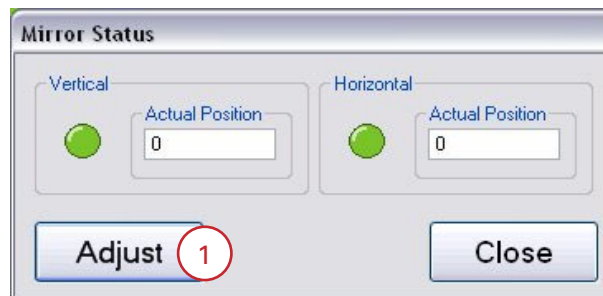 Mirror Status
Vertical
Actual Position
0
Horizontal
Actual Position
0
Adjust
1
Close